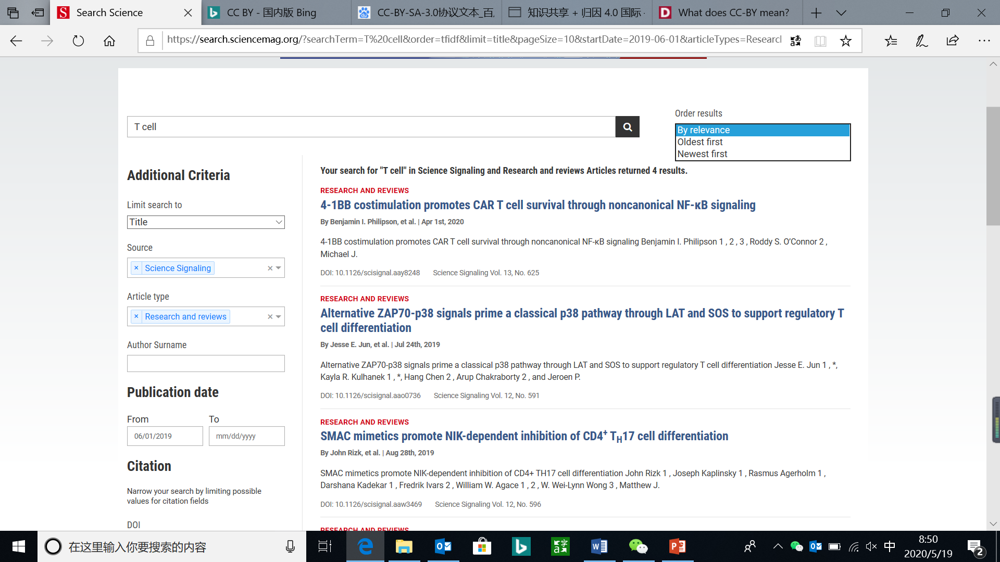 Search Science
CC BY - 国内版 Bing
CC-BY-SA-3.0协议文本_百
知识共享 + 归因 4.0 国际
What does CC-BY mean?
https://search.sciencemag.org/?searchTerm=T%20cell&order=tfidf&limit=title&pageSize=10&startDate=2019-06-01&articleTypes=Research
T cell
Order results
By relevance
Oldest first
Newest first
Additional Criteria
Limit search to
Title
Source
× Science Signaling ×
Article type
× Research and reviews ×
Author Surname
Publication date
From To
06/01/2019 mm/dd/yyyy
Citation
Narrow your search by limiting possible
values for citation fields
DOI
Your search for "T cell" in Science Signaling and Research and reviews Articles returned 4 results.
RESEARCH AND REVIEWS
4-1BB costimulation promotes CAR T cell survival through noncanonical NF-κB signaling
By Benjamin I. Philipson, et al. | Apr 1st, 2020
4-1BB costimulation promotes CAR T cell survival through noncanonical NF-κB signaling Benjamin I. Philipson 1 , 2 , 3 , Roddy S. O’Connor 2 ,
Michael J.
DOI: 10.1126/scisignal.aay8248 Science Signaling Vol. 13, No. 625
RESEARCH AND REVIEWS
Alternative ZAP70-p38 signals prime a classical p38 pathway through LAT and SOS to support regulatory T
cell differentiation
By Jesse E. Jun, et al. | Jul 24th, 2019
Alternative ZAP70-p38 signals prime a classical p38 pathway through LAT and SOS to support regulatory T cell differentiation Jesse E. Jun 1 , *,
Kayla R. Kulhanek 1 , *, Hang Chen 2 , Arup Chakraborty 2 , and Jeroen P.
DOI: 10.1126/scisignal.aao0736 Science Signaling Vol. 12, No. 591
RESEARCH AND REVIEWS
SMAC mimetics promote NIK-dependent inhibition of CD4+ TH17 cell differentiation
By John Rizk, et al. | Aug 28th, 2019
SMAC mimetics promote NIK-dependent inhibition of CD4+ TH17 cell differentiation John Rizk 1 , Joseph Kaplinsky 1 , Rasmus Agerholm 1 ,
Darshana Kadekar 1 , Fredrik Ivars 2 , William W. Agace 1 , 2 , W. Wei-Lynn Wong 3 , Matthew J.
DOI: 10.1126/scisignal.aaw3469 Science Signaling Vol. 12, No. 596
RESEARCH AND REVIEWS
在这里输入你要搜索的内容
中
8:50
2020/5/19
2